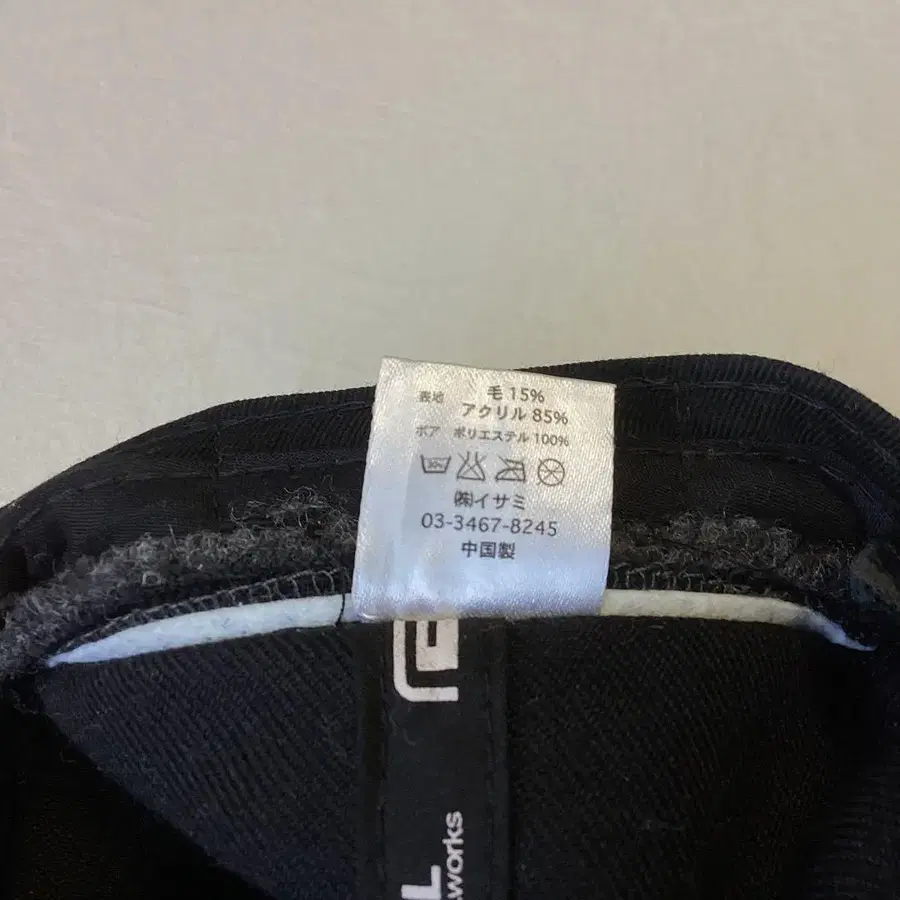 表地 毛 15%
アクリル 85%
ボア ポリエステル 100%
㈱イサミ
03-3467-8245
中国製
L
.works